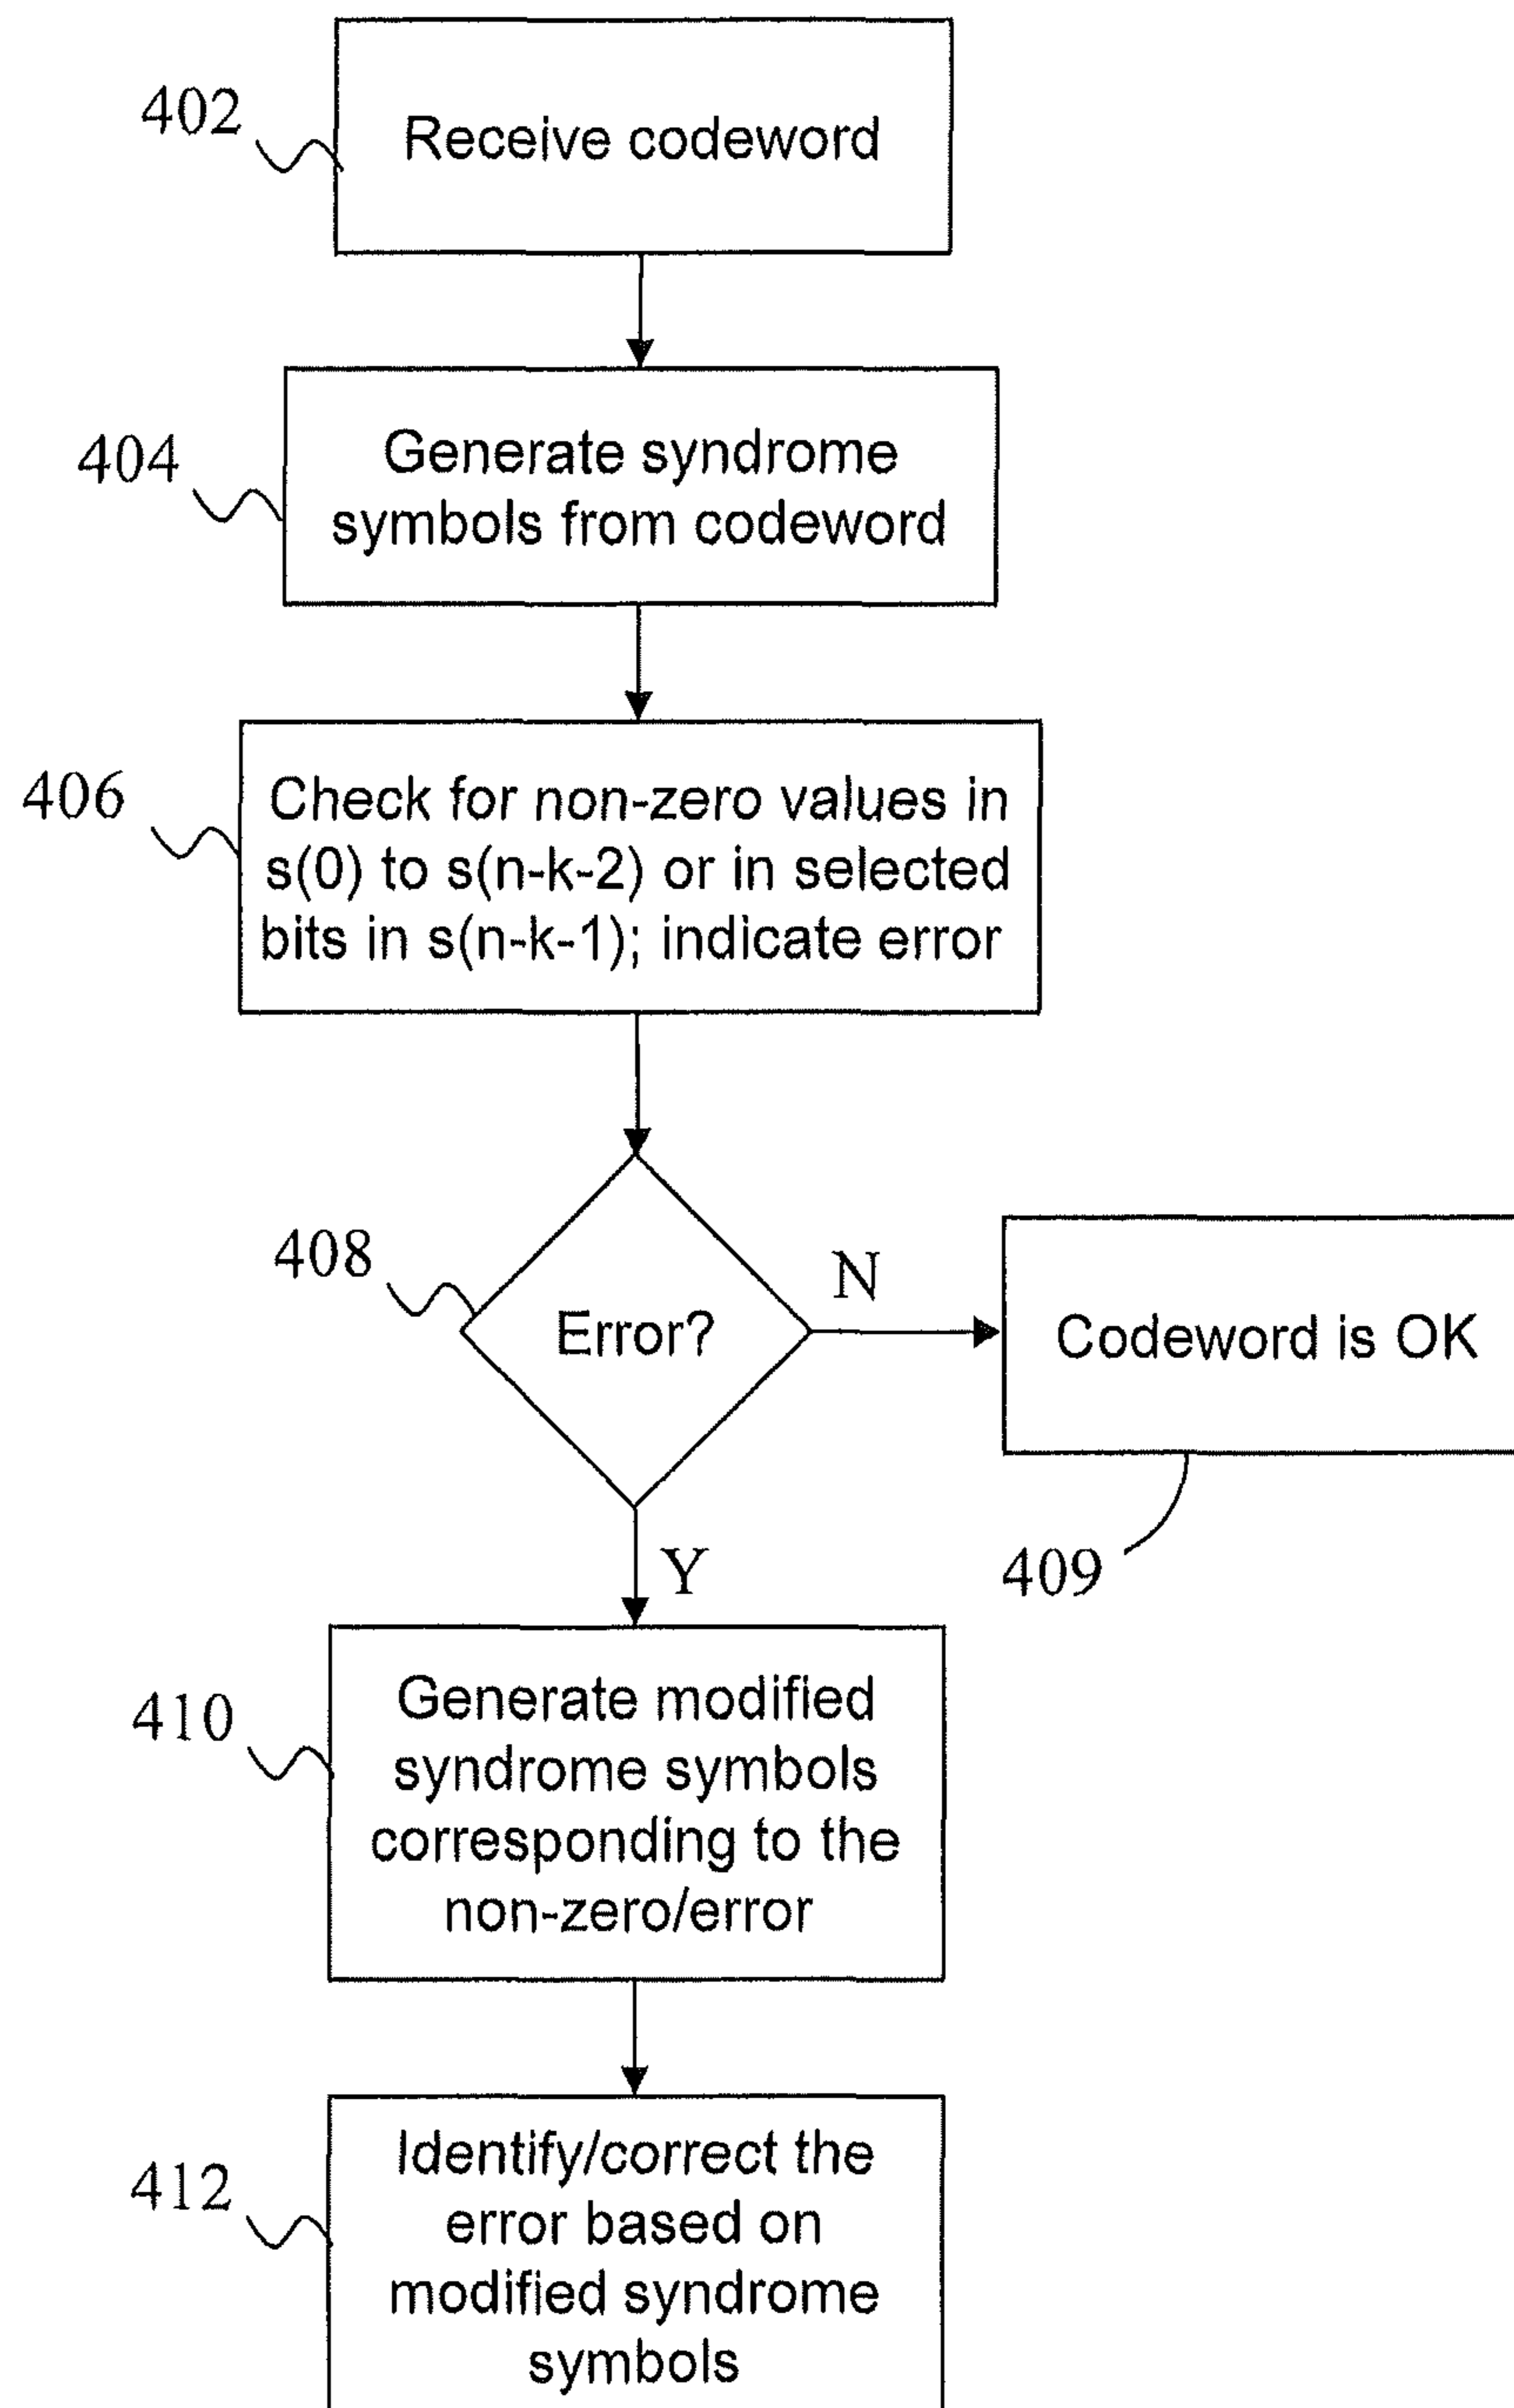 402
Receive codeword
404
Generate syndrome
symbols from codeword
406
Check for non-zero values in
s(0) to s(n-k-2) or in selected
bits in s(n-k-1); indicate error
408
Error?
N
Codeword is OK
409
Y
410
Generate modified
syndrome symbols
corresponding to the
non-zero/error
412
Identify/correct the
error based on
modified syndrome
symbols